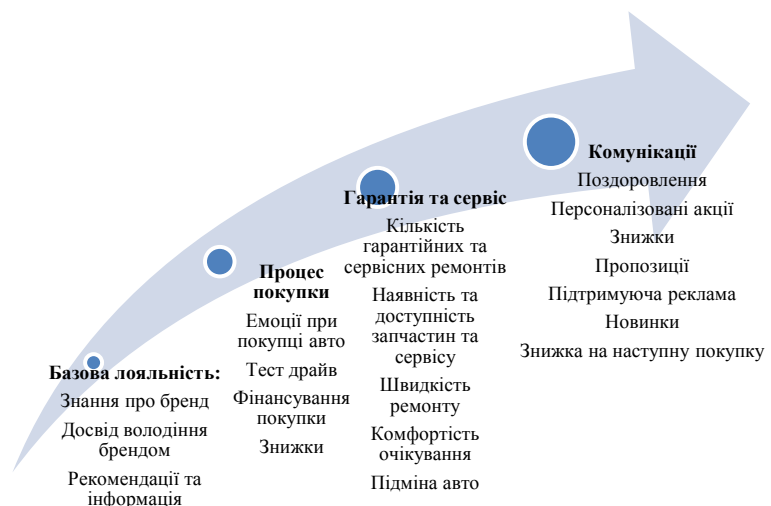 Базова лояльність:
Знання про бренд
Досвід володіння
брендом
Рекомендації та
інформація
Процес
покупки
Емоції при
покупці авто
Тест драйв
Фінансування
покупки
Знижки
Гарантія та сервіс
Кількість
гарантійних та
сервісних ремонтів
Наявність та
доступність
запчастин та
сервісу
Швидкість
ремонту
Комфортість
очікування
Підміна авто
Комунікації
Поздоровлення
Персоналізовані акції
Знижки
Пропозиції
Підтримуюча реклама
Новинки
Знижка на наступну покупку